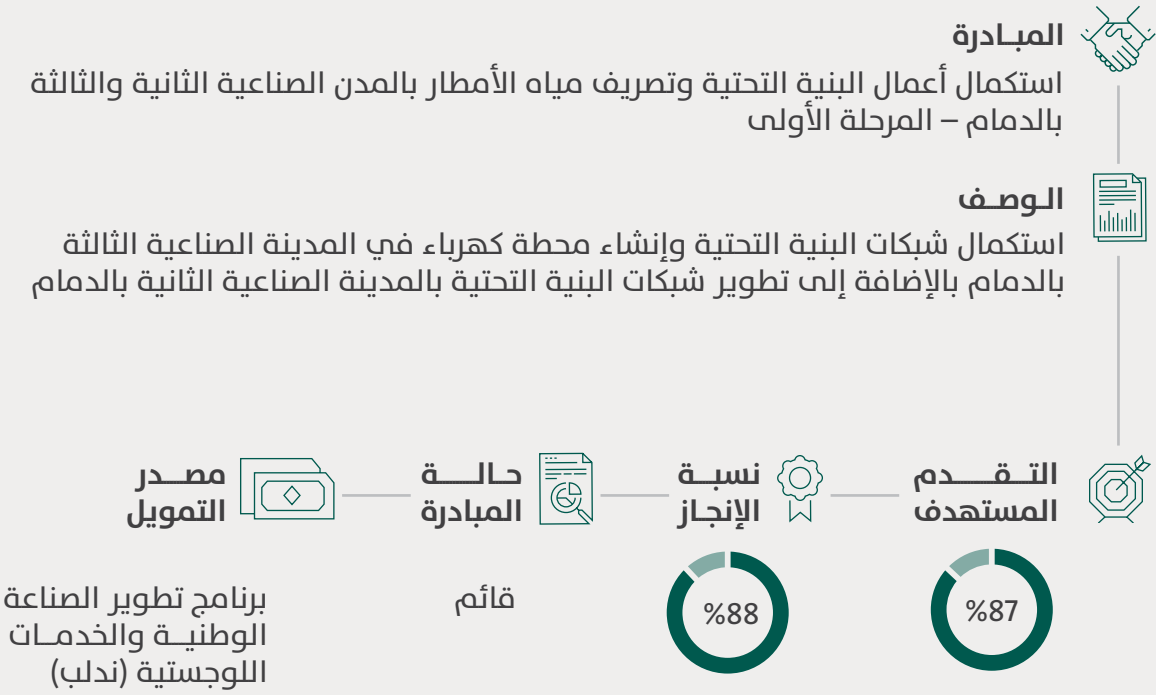 المبـادرة
استكمال أعمال البنية التحتية وتصريف مياه الأمطار بالمدن الصناعية الثانية والثالثة
بالدمام – المرحلة الأولى
الـوصـف
استكمال شبكات البنية التحتية وإنشاء محطة كهرباء في المدينة الصناعية الثالثة
بالدمام بالإضافة إلى تطوير شبكات البنية التحتية بالمدينة الصناعية الثانية بالدمام
التـقـــدم
المستهدف
%87
نسبـة
الإنجـاز
%88
حـالـــة
المبادرة
قائم
مصــدر
التمويل
برنامج تطوير الصناعة
الوطنيــة والخدمــات
اللوجستية (ندلب)